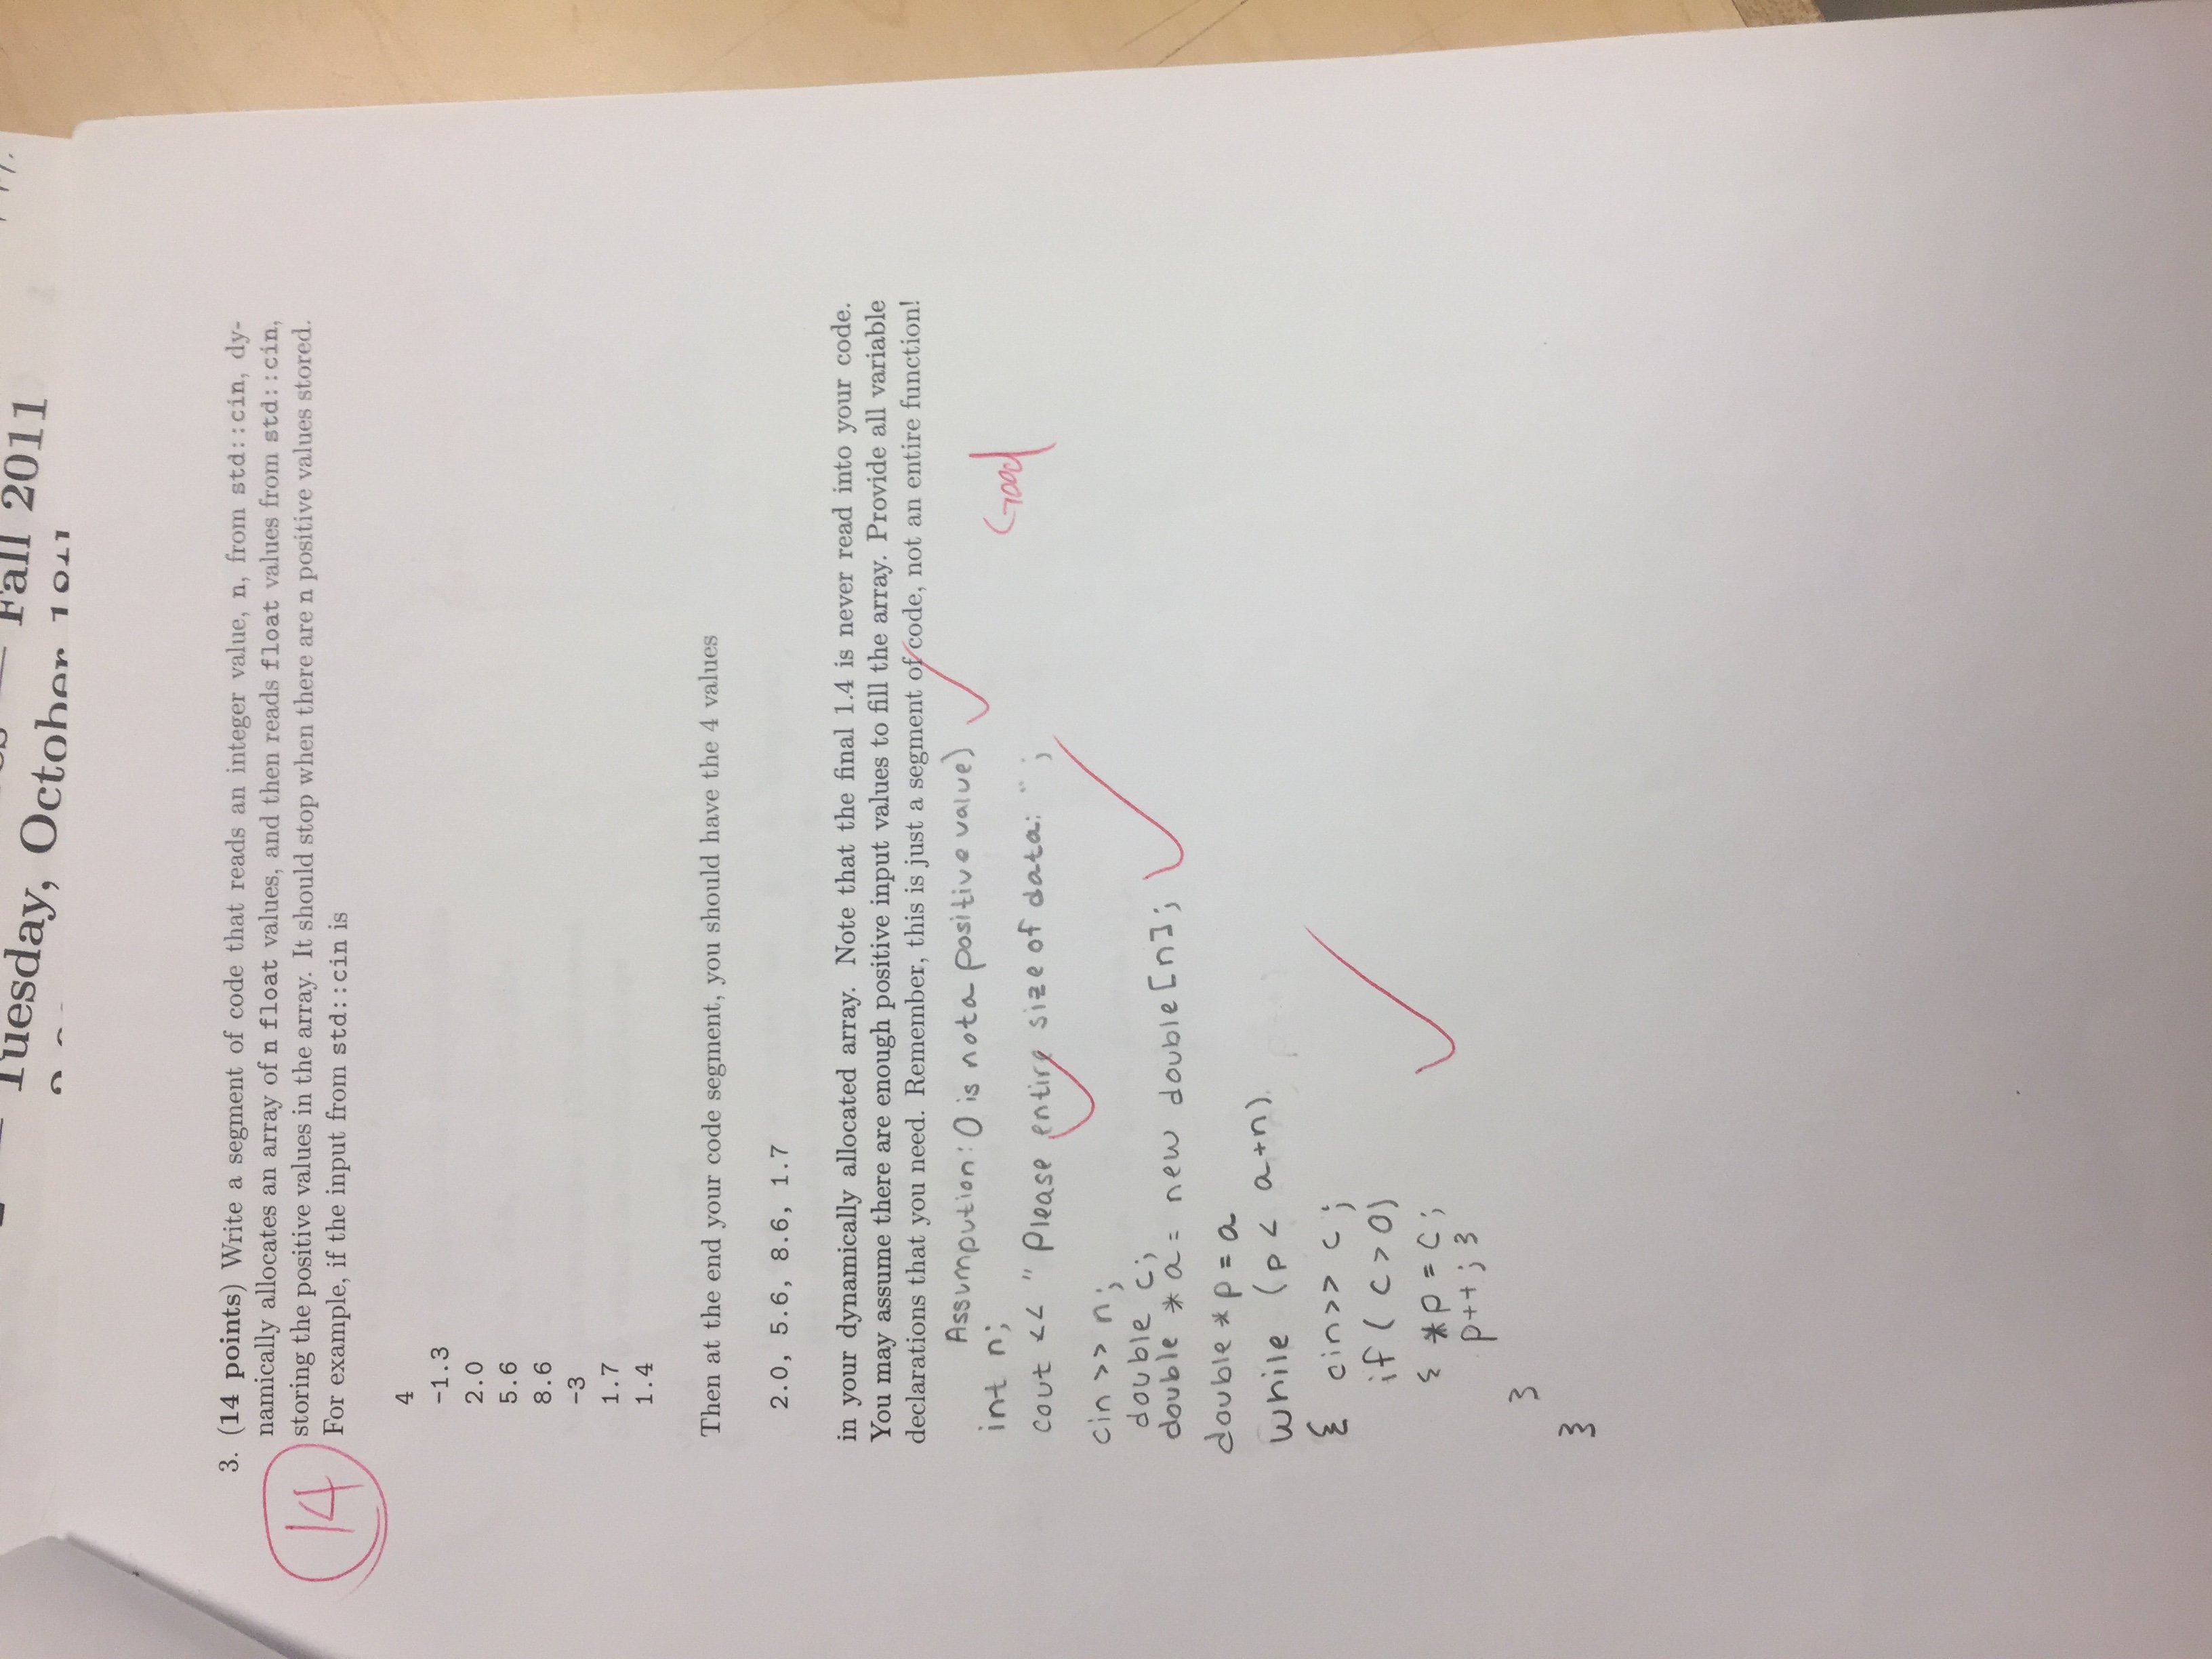 Fall 2011
Tuesday, October
3. (14 points) Write a segment of code that reads an integer value, n, from std::cin, dy-
namically allocates an array of n float values, and then reads float values from std::cin,
14
storing the positive values in the array. It should stop when there are n positive values stored.
For example, if the input from std::cin is
4
-1.3
2.0
5.6
8.6
-3
1.7
1.4
Then at the end your code segment, you should have the 4 values
2.0, 5.6, 8.6, 1.7
in your dynamically allocated array. Note that the final 1.4 is never read into your code.
You may assume there are enough positive input values to fill the array. Provide all variable
declarations that you need. Remember, this is just a segment of code, not an entire function!
Assumpution: 0 is not a positive value)
int n;
Good
cout << " Please entire size of data: " ;
cin >> n;
double c;
double * a = new double[n];
double * p = a
while (p < a+n)
{ cin>> c ;
if ( c > 0)
{ *p = c ;
p++ ; }
}
}